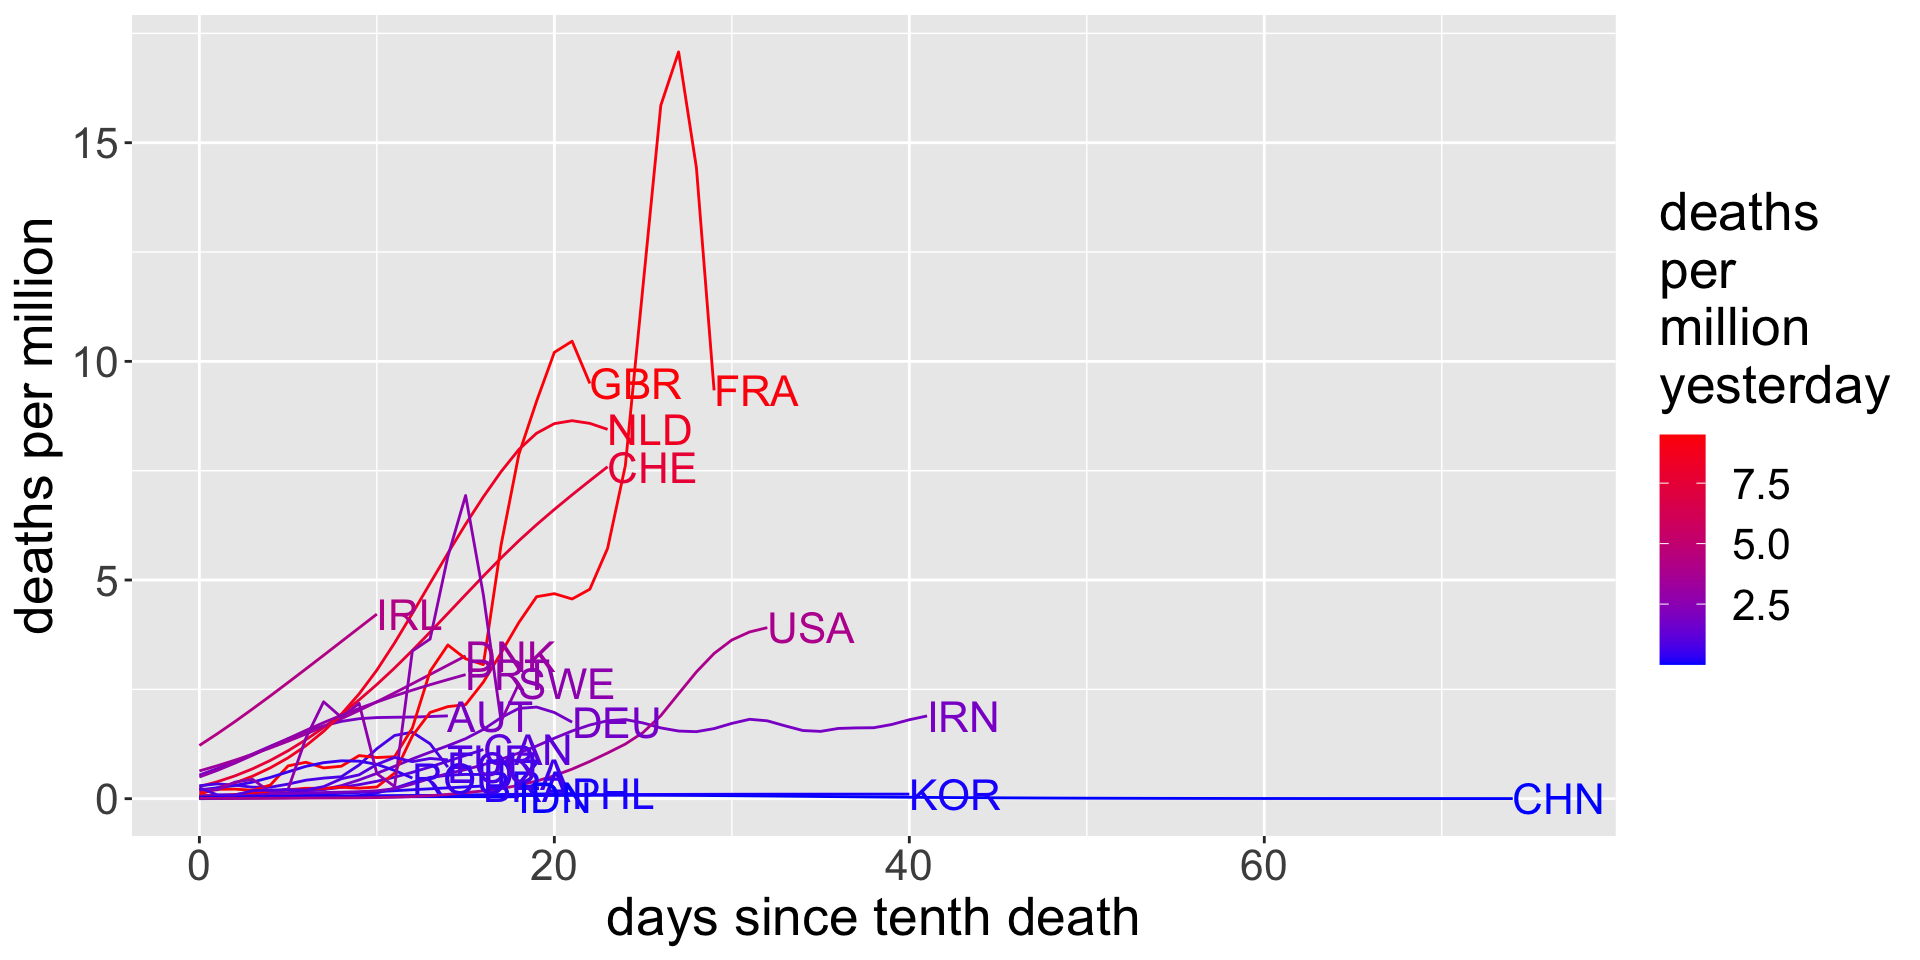 deaths per million
15
10
5
0
0
20
40
60
days since tenth death
GBR
FRA
NLD
CHE
IRL
USA
DNK
PRT
SWE
AUT
DEU
IRN
CAN
PHL
IDN
KOR
CHN
deaths
per
million
yesterday
7.5
5.0
2.5